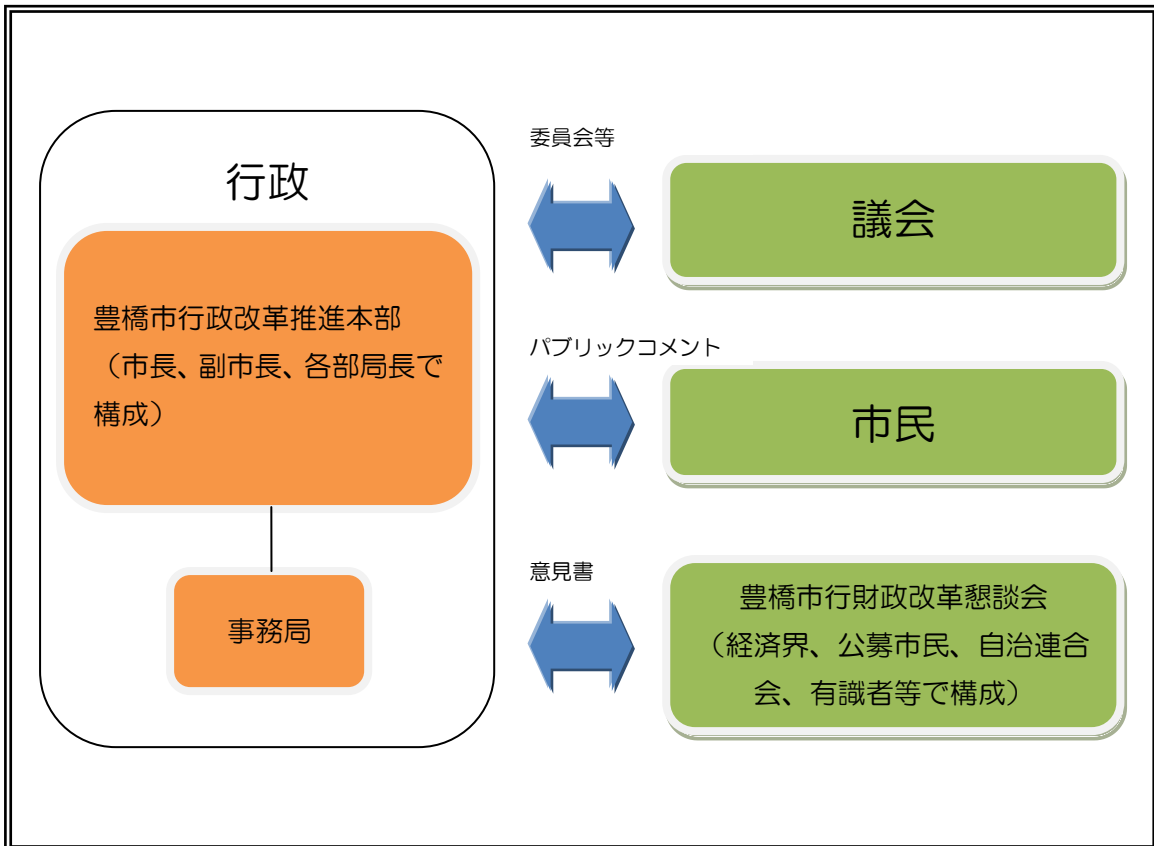 行政
豊橋市行政改革推進本部
（市長、副市長、各部局長で
構成）
事務局
委員会等
議会
パブリックコメント
市民
意見書
豊橋市行財政改革懇談会
（経済界、公募市民、自治連合
会、有識者等で構成）